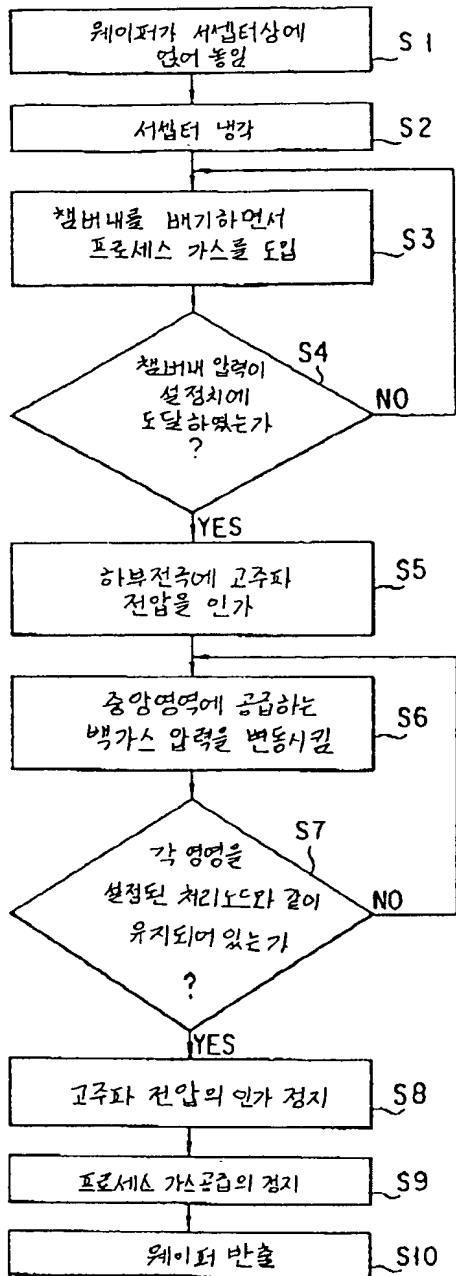 웨이퍼가 서셉터상에
얹어 놓임
S1
서셉터 냉각
S2
챔버내를 배기하면서
프로세스 가스를 도입
S3
S4
챔버내 압력이
설정치에
도달하였는가
?
NO
YES
하부전극에 고주파
전압을 인가
S5
중앙영역에 공급하는
백가스 압력을 변동시킴
S6
S7
각 영영을
설정된 처리노드와 같이
유지되어 있는가
?
NO
YES
고주파 전압의 인가 정지
S8
프로세스 가스공급의 정지
S9
웨이퍼 반출
S10